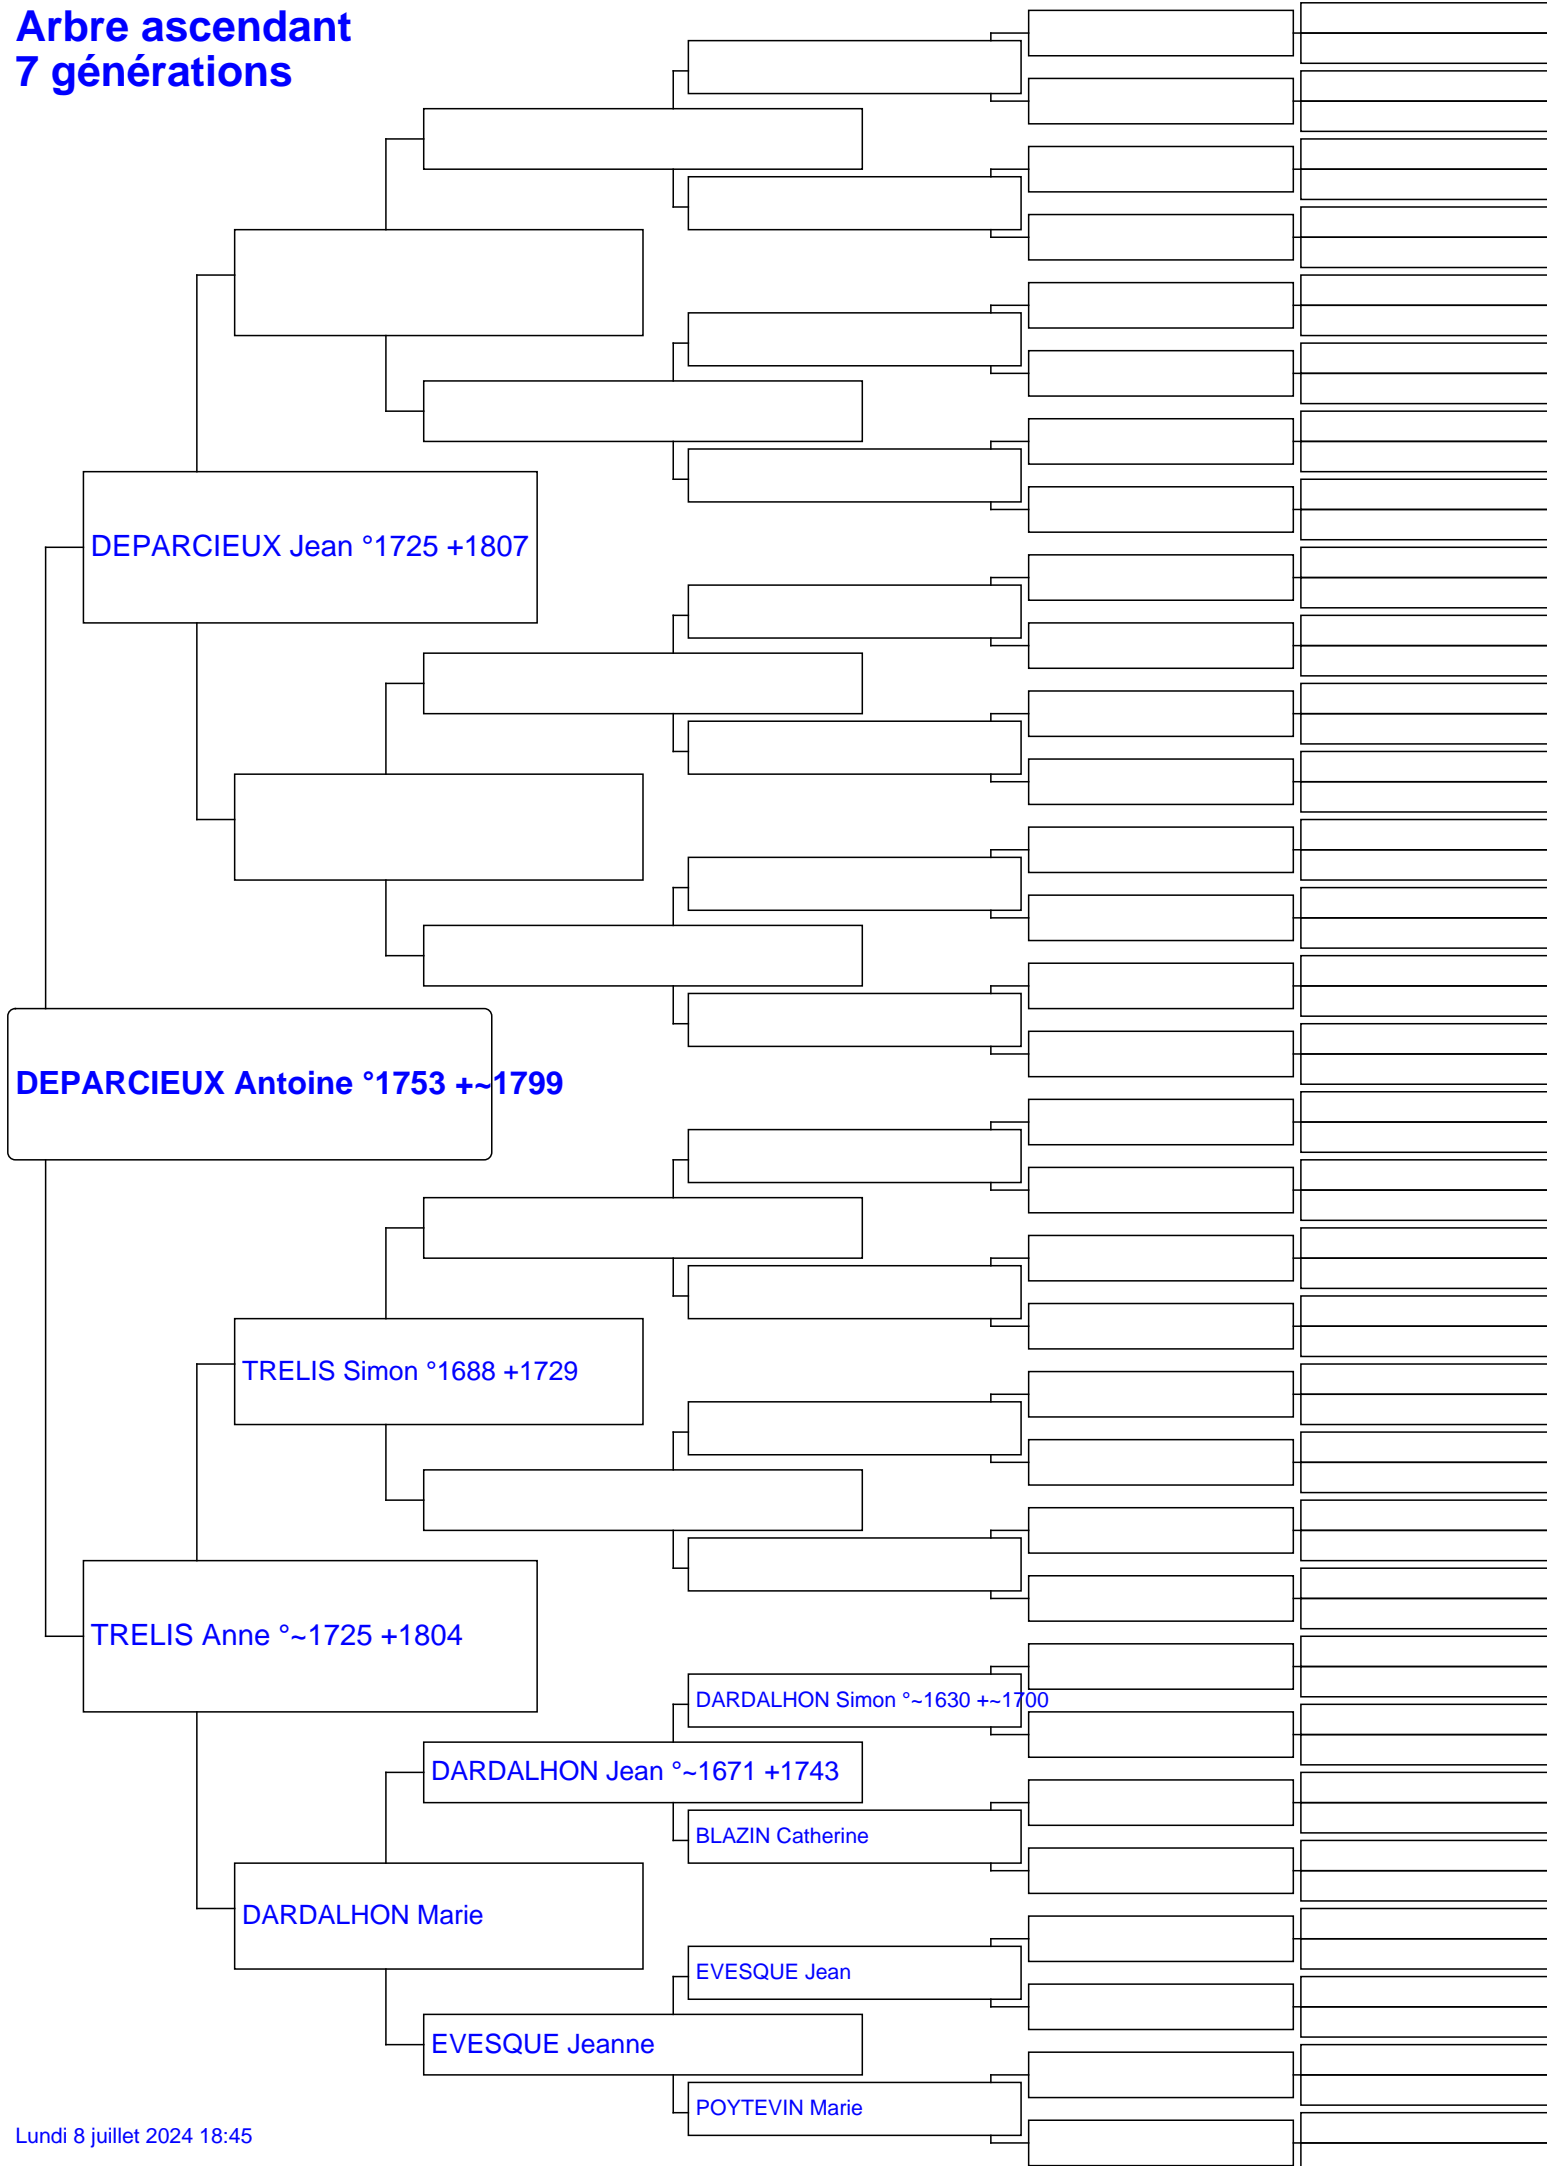 Arbre ascendant
7 générations
DEPARCIEUX Jean °1725 +1807
DEPARCIEUX Antoine °1753 +~1799
TRELIS Simon °1688 +1729
TRELIS Anne °~1725 +1804
DARDALHON Simon °~1630 +~1700
DARDALHON Jean °~1671 +1743
BLAZIN Catherine
DARDALHON Marie
EVESQUE Jean
EVESQUE Jeanne
POYTEVIN Marie
Lundi 8 juillet 2024 18:45